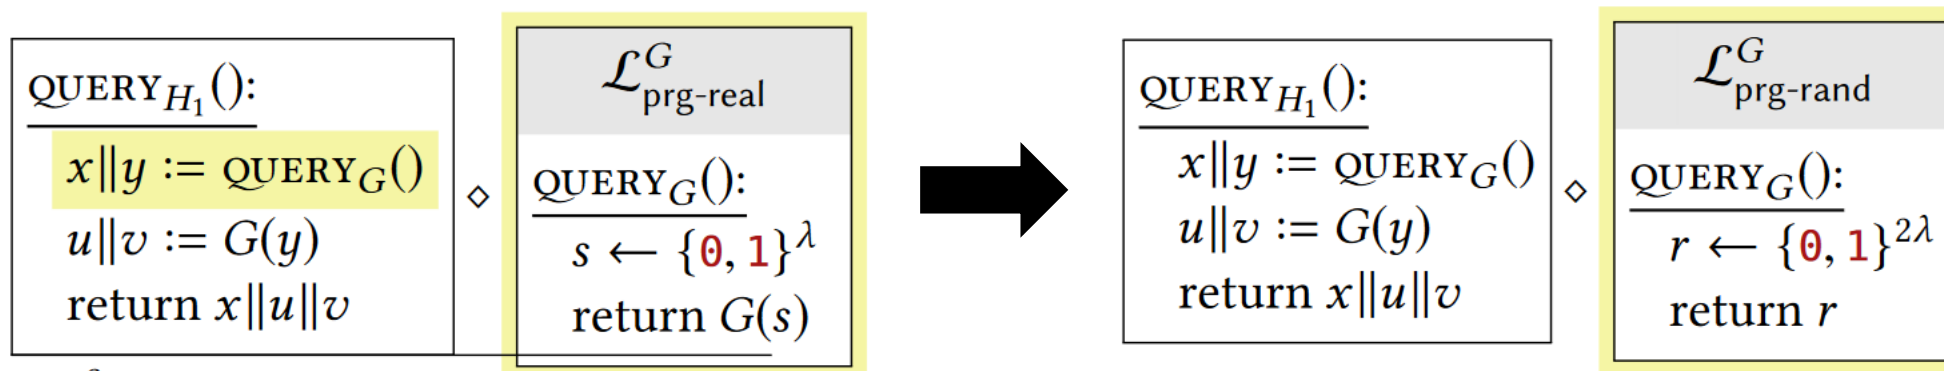 QUERY_{H_1}():
x‖y := QUERY_G()
u‖v := G(y)
return x‖u‖v
⋄
ℒ^G_{prg-real}
QUERY_G():
s ← {0, 1}^λ
return G(s)
QUERY_{H_1}():
x‖y := QUERY_G()
u‖v := G(y)
return x‖u‖v
⋄
ℒ^G_{prg-rand}
QUERY_G():
r ← {0, 1}^{2λ}
return r